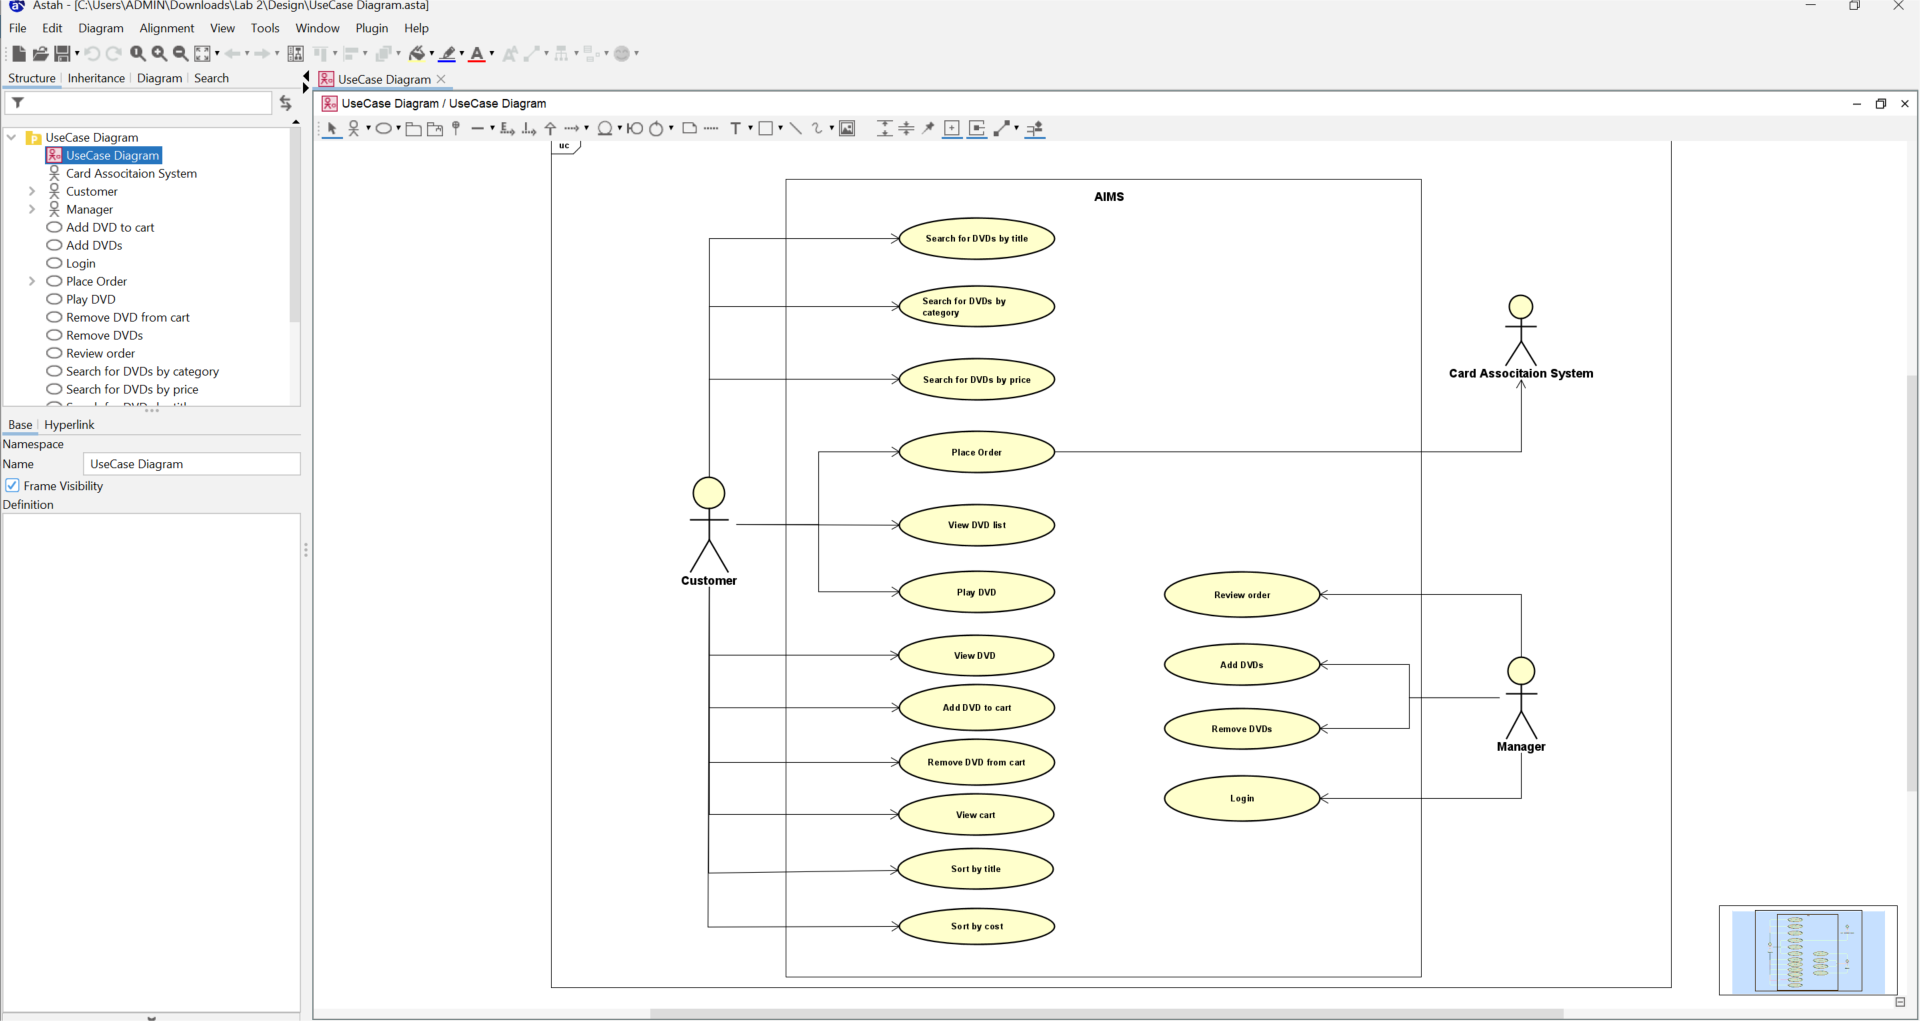 Astah - [C:\Users\ADMIN\Downloads\Lab 2\Design\UseCase Diagram.asta]
File Edit Diagram Alignment View Tools Window Plugin Help
Structure Inheritance Diagram Search
UseCase Diagram
UseCase Diagram / UseCase Diagram
UseCase Diagram
UseCase Diagram
Card Associtaion System
Customer
Manager
Add DVD to cart
Add DVDs
Login
Place Order
Play DVD
Remove DVD from cart
Remove DVDs
Review order
Search for DVDs by category
Search for DVDs by price
Base Hyperlink
Namespace
Name UseCase Diagram
Frame Visibility
Definition
uc
AIMS
Search for DVDs by title
Search for DVDs by
category
Search for DVDs by price
Card Associtaion System
Place Order
View DVD list
Customer
Play DVD
Review order
View DVD
Add DVDs
Add DVD to cart
Remove DVDs
Manager
Remove DVD from cart
Login
View cart
Sort by title
Sort by cost